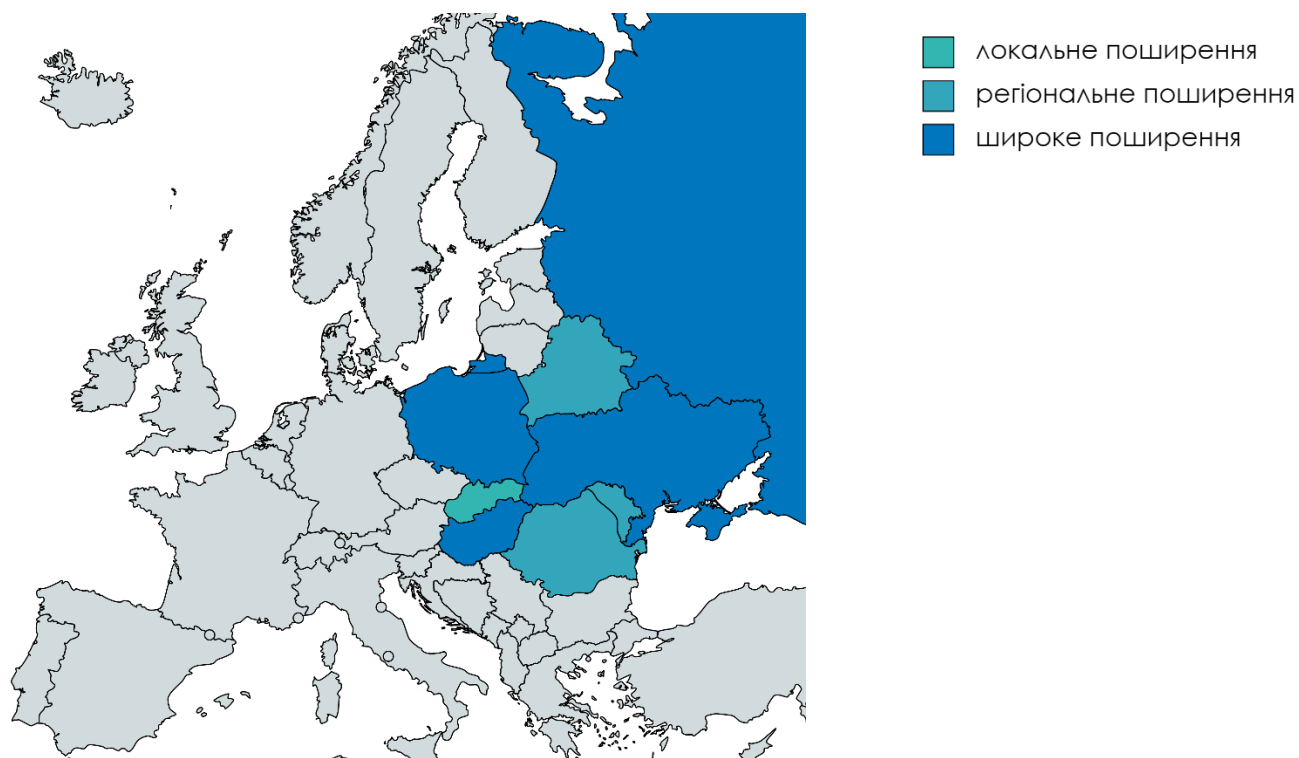 локальне поширення
регіональне поширення
широке поширення